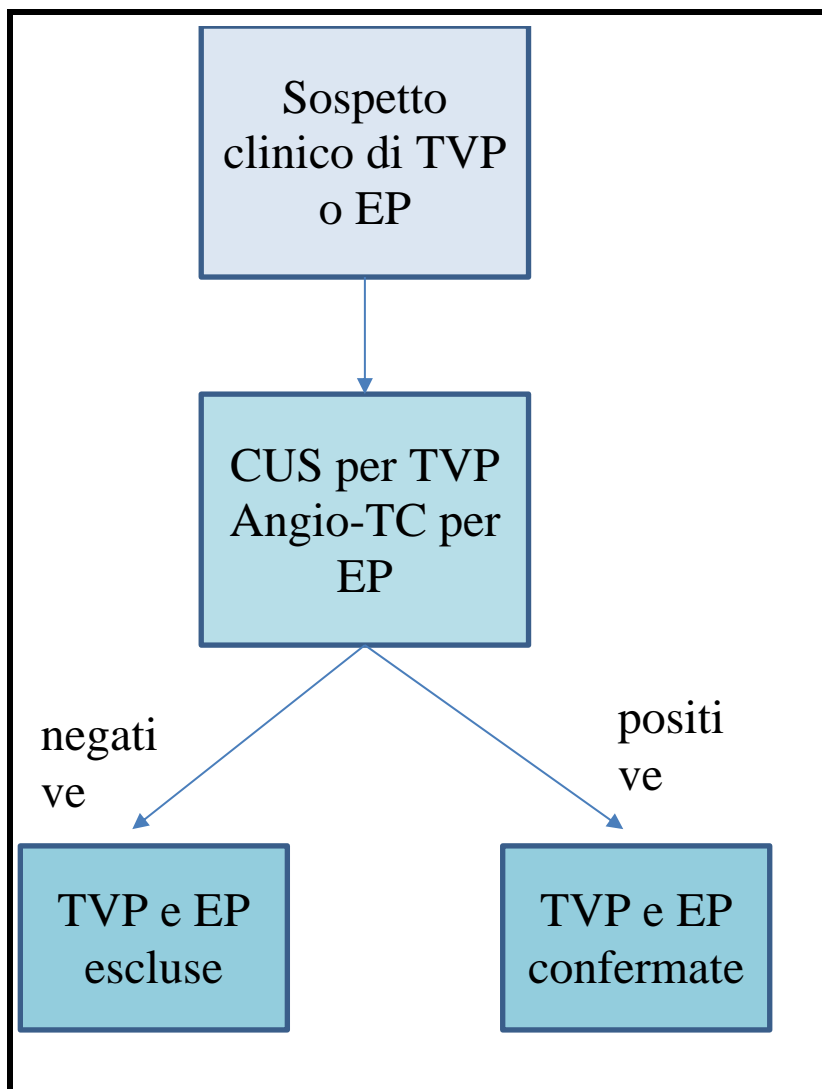 Sospetto
clinico di TVP
o EP
CUS per TVP
Angio-TC per
EP
negati
ve
positi
ve
TVP e EP
escluse
TVP e EP
confermate